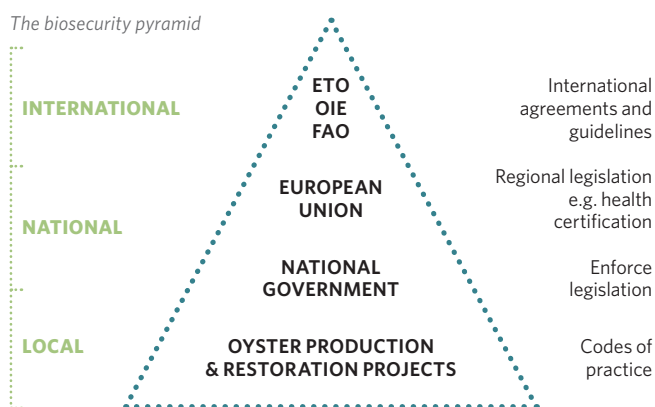 The biosecurity pyramid
INTERNATIONAL
ETO
OIE
FAO
International
agreements and
guidelines
NATIONAL
EUROPEAN
UNION
Regional legislation
e.g. health
certification
NATIONAL
GOVERNMENT
Enforce
legislation
LOCAL
OYSTER PRODUCTION
& RESTORATION PROJECTS
Codes of
practice